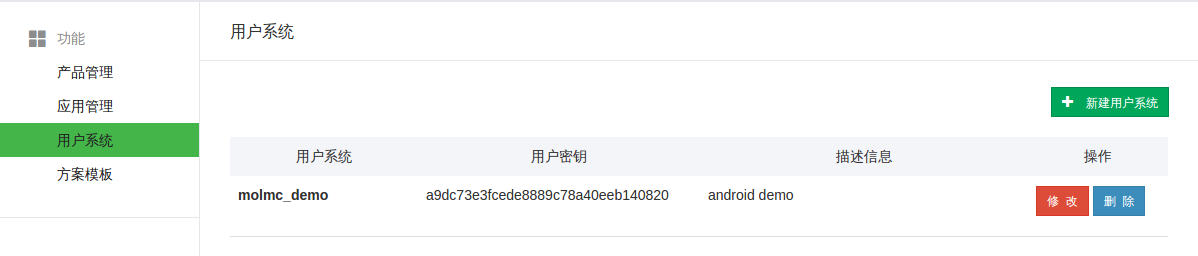 功能
产品管理
应用管理
用户系统
方案模板
用户系统
新建用户系统
用户系统 用户密钥 描述信息 操作
molmc_demo a9dc73e3fcede8889c78a40eeb140820 android demo 修 改 删 除